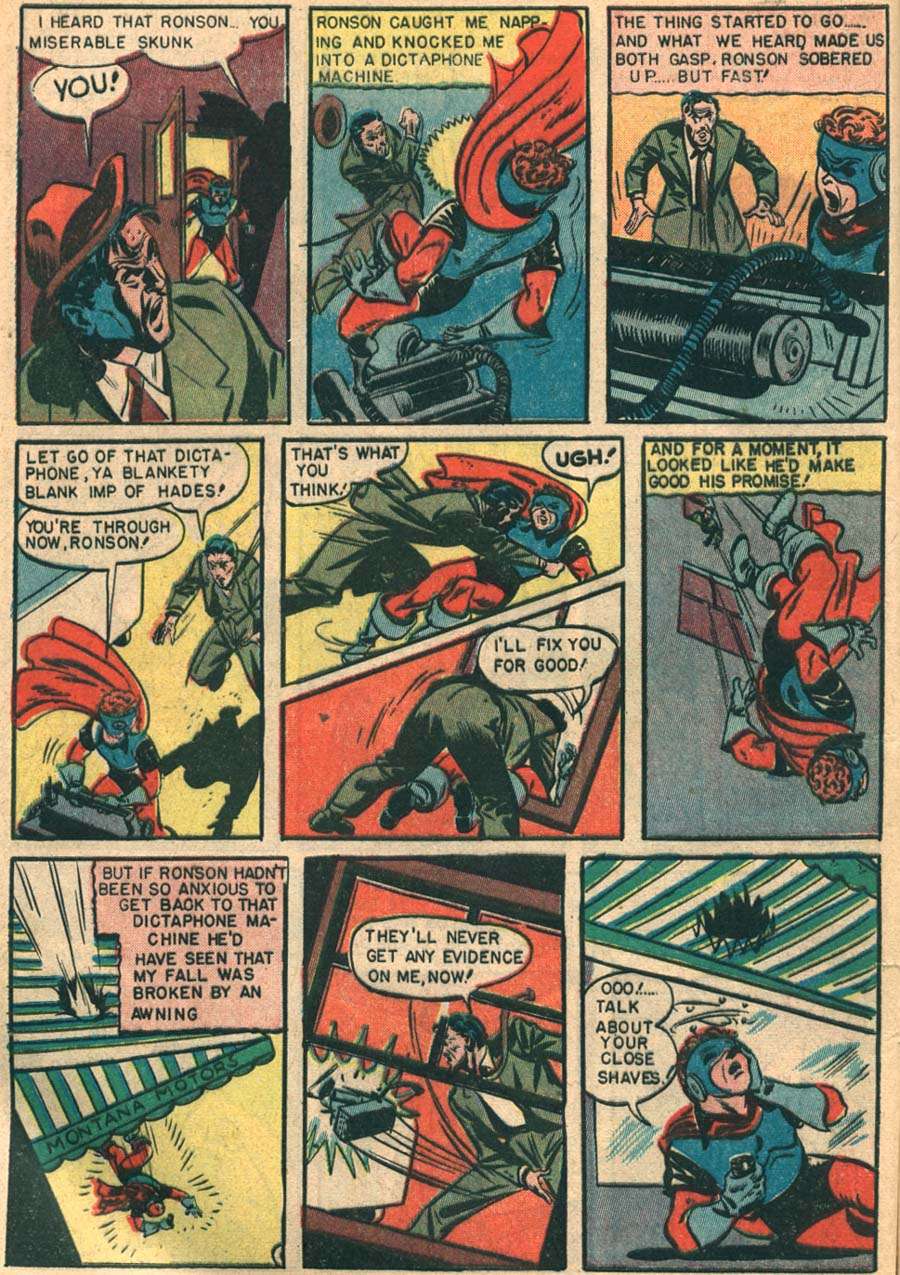 I HEARD THAT RONSON... YOU
MISERABLE SKUNK
YOU!
RONSON CAUGHT ME NAPP-
ING AND KNOCKED ME
INTO A DICTAPHONE
MACHINE.
THE THING STARTED TO GO.....
AND WHAT WE HEARD MADE US
BOTH GASP. RONSON SOBERED
UP.... BUT FAST!
LET GO OF THAT DICTA-
PHONE, YA BLANKETY
BLANK IMP OF HADES!
YOU'RE THROUGH
NOW, RONSON!
THAT'S WHAT
YOU
THINK!
UGH!
I'LL FIX YOU
FOR GOOD!
AND FOR A MOMENT, IT
LOOKED LIKE HE'D MAKE
GOOD HIS PROMISE!
BUT IF RONSON HADN'T
BEEN SO ANXIOUS TO
GET BACK TO THAT
DICTAPHONE MA-
CHINE HE'D
HAVE SEEN THAT
MY FALL WAS
BROKEN BY AN
AWNING
MONTANA MOTORS
THEY'LL NEVER
GET ANY EVIDENCE
ON ME, NOW!
OOO!....
TALK
ABOUT
YOUR
CLOSE
SHAVES!